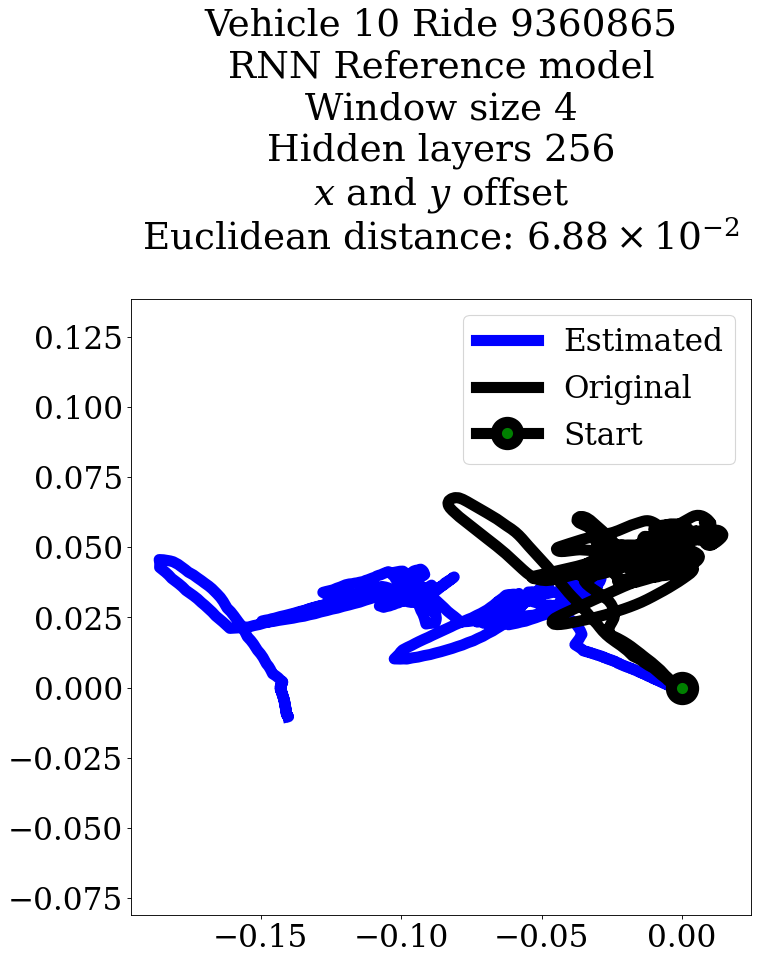 Vehicle 10 Ride 9360865
RNN Reference model
Window size 4
Hidden layers 256
x and y offset
Euclidean distance: 6.88 × 10⁻²
Estimated
Original
Start
0.125
0.100
0.075
0.050
0.025
0.000
−0.025
−0.050
−0.075
−0.15 −0.10 −0.05 0.00